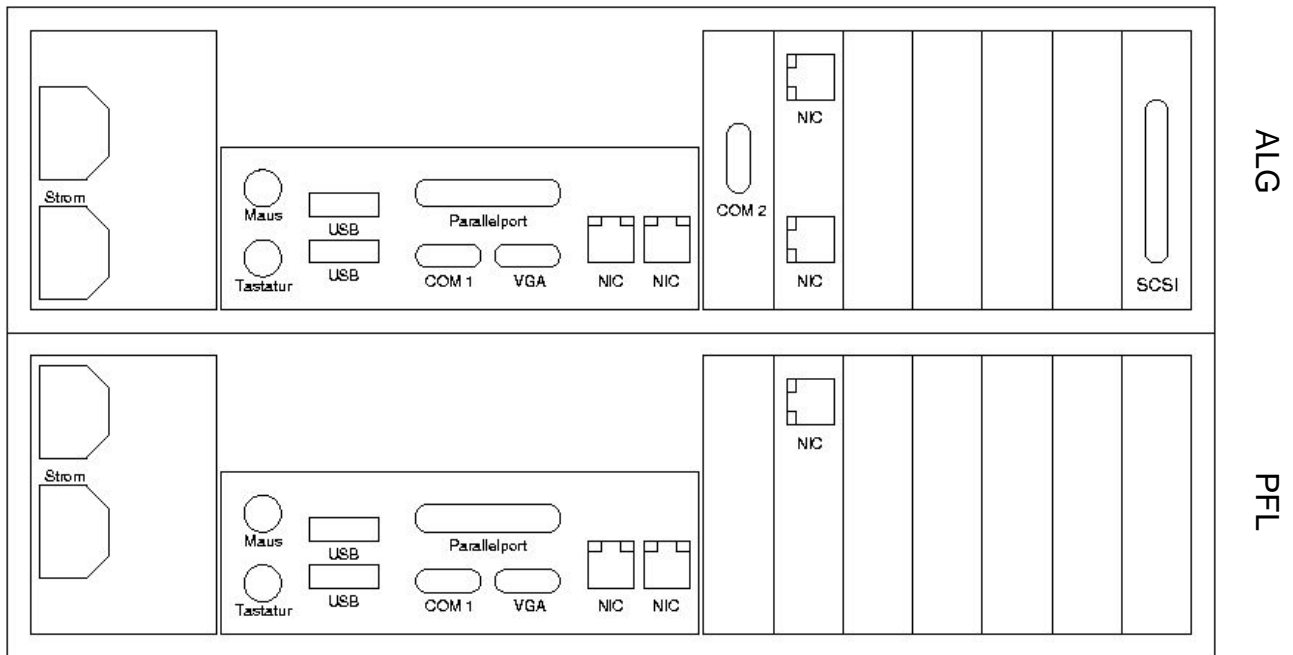 NIC
Strom
Maus
USB
Parallelport
COM 2
Tastatur
USB
COM 1
VGA
NIC
NIC
NIC
SCSI
ALG
NIC
Strom
Maus
USB
Parallelport
Tastatur
USB
COM 1
VGA
NIC
NIC
PFL